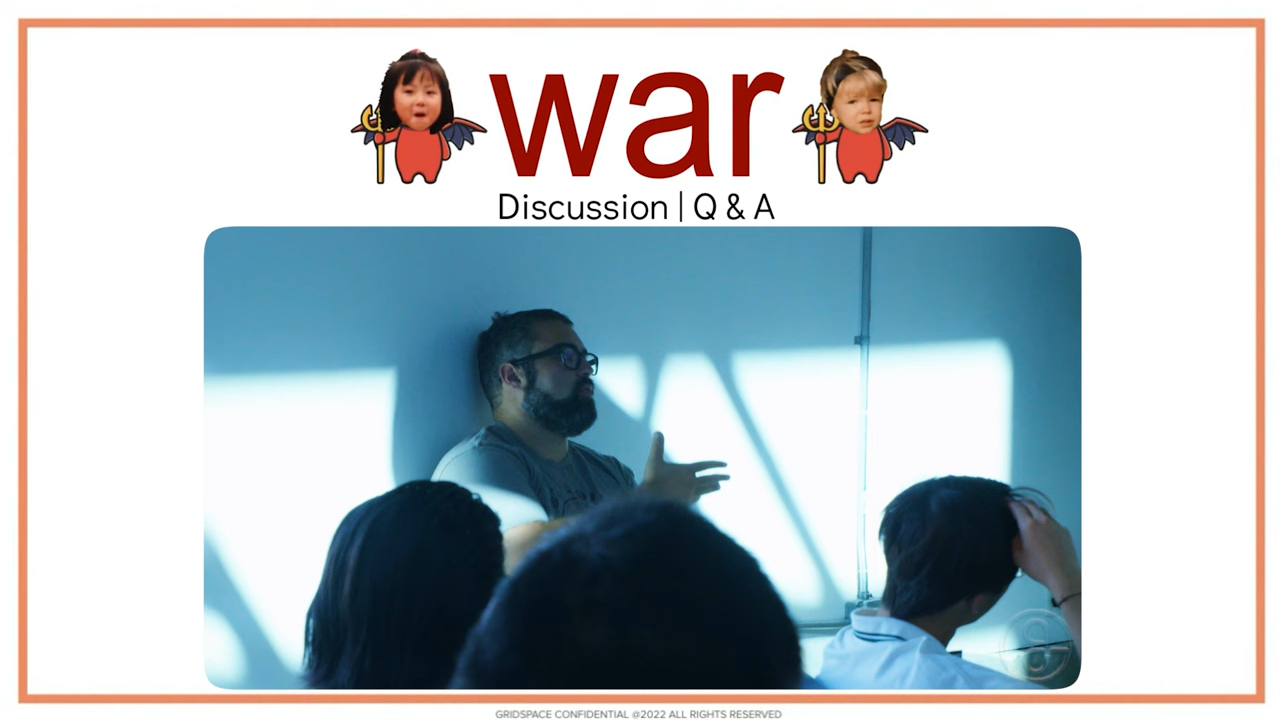 war
Discussion | Q & A
GRIDSPACE CONFIDENTIAL @2022 ALL RIGHTS RESERVED